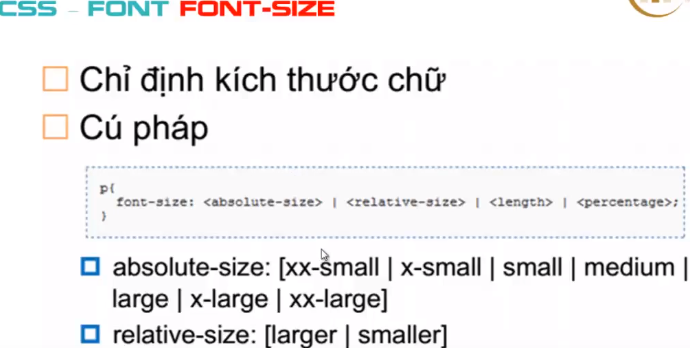 CSS – FONT FONT-SIZE
Chỉ định kích thước chữ
Cú pháp
p{
font-size: <absolute-size> | <relative-size> | <length> | <percentage>;
}
absolute-size: [xx-small | x-small | small | medium |
large | x-large | xx-large]
relative-size: [larger | smaller]